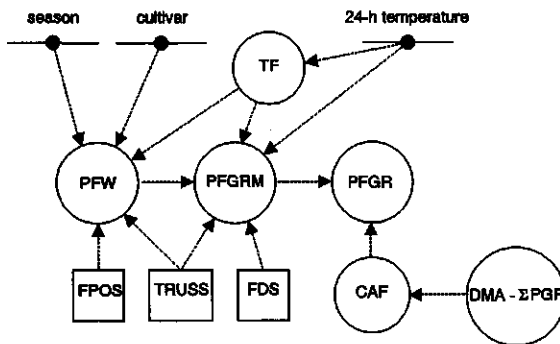 season
cultivar
24-h temperature
TF
PFW
PFGRM
PFGR
FPOS
TRUSS
FDS
CAF
DMA - ΣPGR